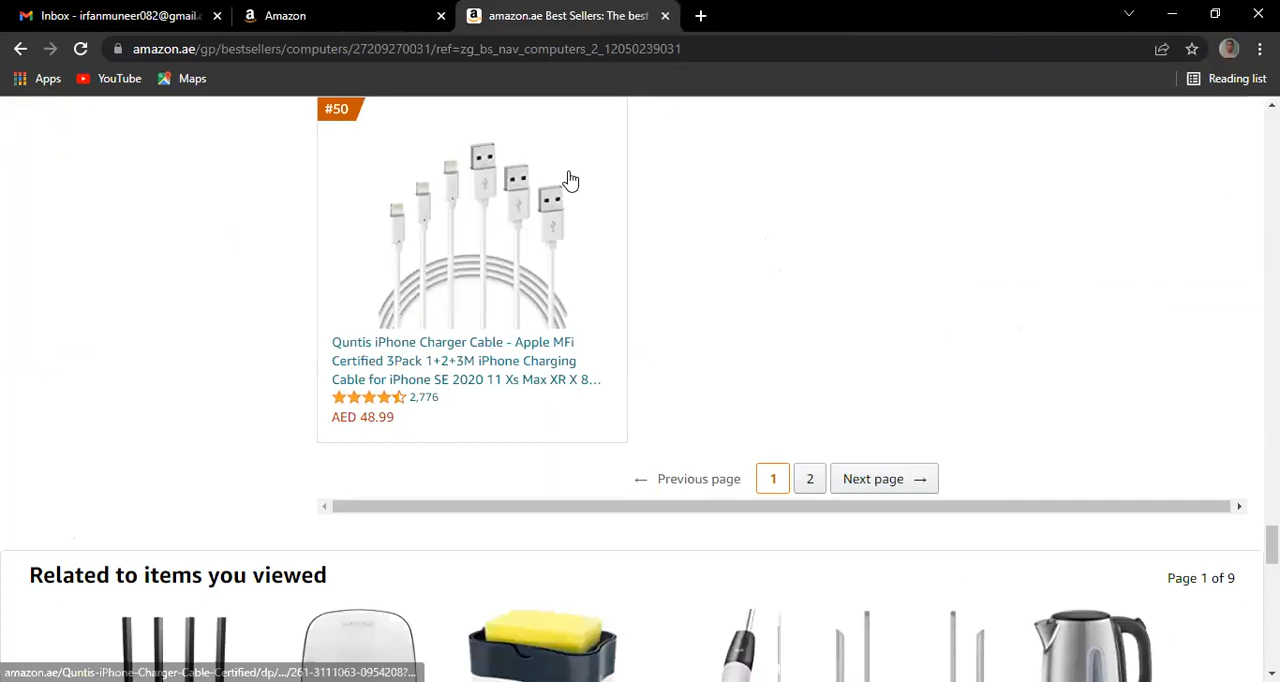 Inbox - irfanmuneer082@gmail.
Amazon
amazon.ae Best Sellers: The best
amazon.ae/gp/bestsellers/computers/27209270031/ref=zg_bs_nav_computers_2_12050239031
Apps
YouTube
Maps
Reading list
#50
Quntis iPhone Charger Cable - Apple MFi
Certified 3Pack 1+2+3M iPhone Charging
Cable for iPhone SE 2020 11 Xs Max XR X 8...
2,776
AED 48.99
← Previous page
1
2
Next page →
Related to items you viewed
Page 1 of 9
amazon.ae/Quntis-iPhone-Charger-Cable-Certified/dp/.../261-3111063-0954208?...